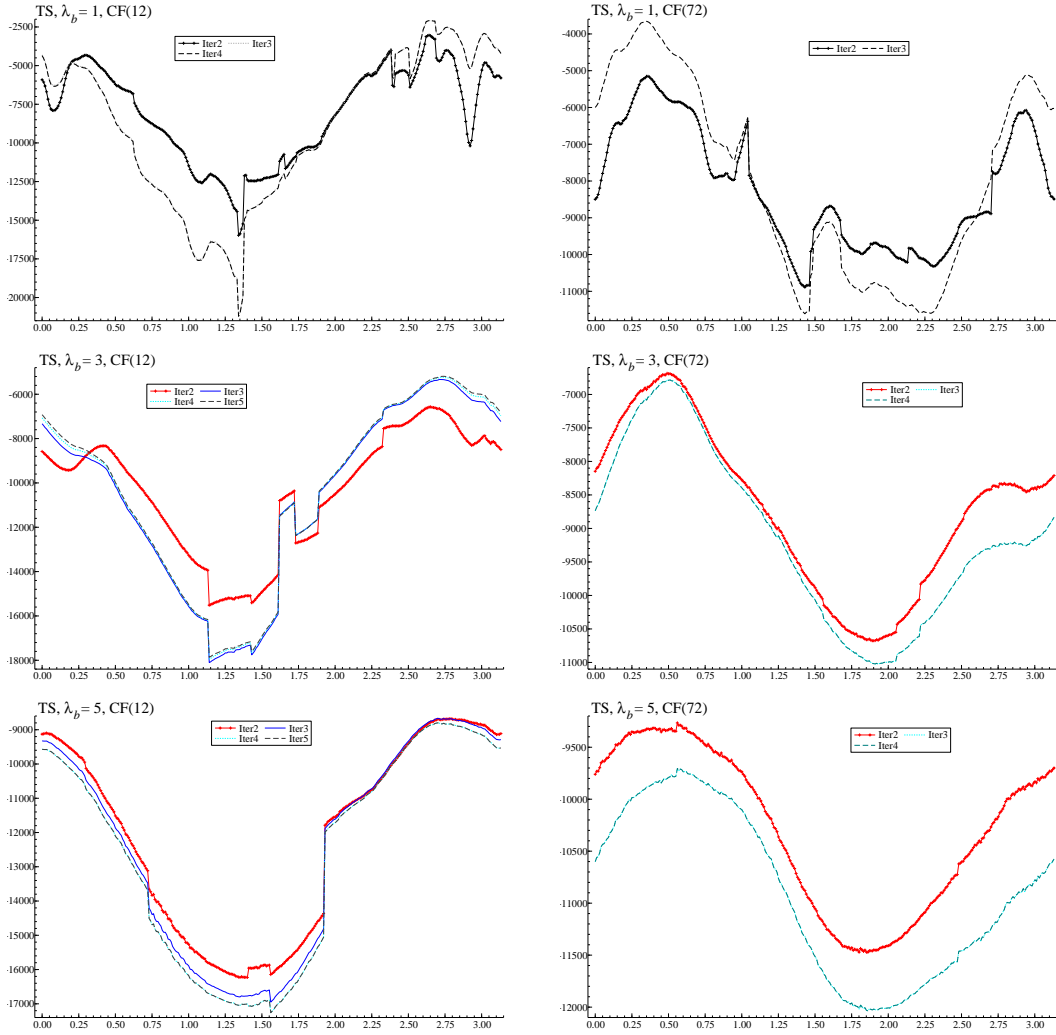 TS, λb = 1, CF(12)
Iter2 Iter3
Iter4
-2500
-5000
-7500
-10000
-12500
-15000
-17500
-20000
0.00 0.25 0.50 0.75 1.00 1.25 1.50 1.75 2.00 2.25 2.50 2.75 3.00
TS, λb = 1, CF(72)
Iter2 Iter3
-4000
-5000
-6000
-7000
-8000
-9000
-10000
-11000
0.00 0.25 0.50 0.75 1.00 1.25 1.50 1.75 2.00 2.25 2.50 2.75 3.00
TS, λb = 3, CF(12)
Iter2 Iter3
Iter4 Iter5
-6000
-8000
-10000
-12000
-14000
-16000
-18000
0.00 0.25 0.50 0.75 1.00 1.25 1.50 1.75 2.00 2.25 2.50 2.75 3.00
TS, λb = 3, CF(72)
Iter2 Iter3
Iter4
-7000
-7500
-8000
-8500
-9000
-9500
-10000
-10500
-11000
0.00 0.25 0.50 0.75 1.00 1.25 1.50 1.75 2.00 2.25 2.50 2.75 3.00
TS, λb = 5, CF(12)
Iter2 Iter3
Iter4 Iter5
-9000
-10000
-11000
-12000
-13000
-14000
-15000
-16000
-17000
0.00 0.25 0.50 0.75 1.00 1.25 1.50 1.75 2.00 2.25 2.50 2.75 3.00
TS, λb = 5, CF(72)
Iter2 Iter3
Iter4
-9500
-10000
-10500
-11000
-11500
-12000
0.00 0.25 0.50 0.75 1.00 1.25 1.50 1.75 2.00 2.25 2.50 2.75 3.00